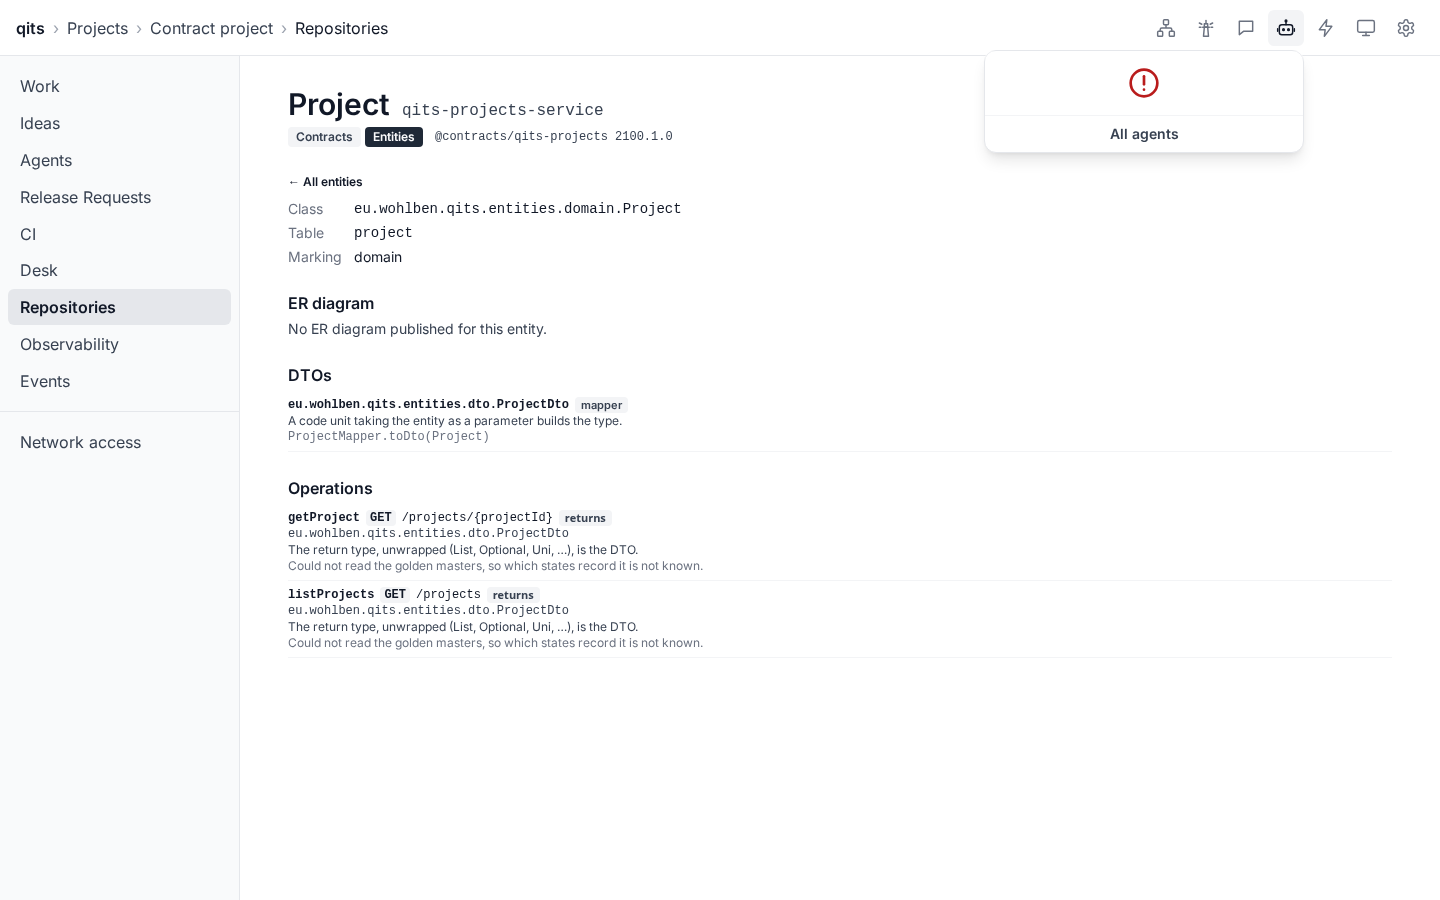 qits › Projects › Contract project › Repositories
All agents
Work
Ideas
Agents
Release Requests
CI
Desk
Repositories
Observability
Events
Network access
Project qits-projects-service
Contracts Entities @contracts/qits-projects 2100.1.0
← All entities
Class eu.wohlben.qits.entities.domain.Project
Table project
Marking domain
ER diagram
No ER diagram published for this entity.
DTOs
eu.wohlben.qits.entities.dto.ProjectDto mapper
A code unit taking the entity as a parameter builds the type.
ProjectMapper.toDto(Project)
Operations
getProject GET /projects/{projectId} returns
eu.wohlben.qits.entities.dto.ProjectDto
The return type, unwrapped (List, Optional, Uni, …), is the DTO.
Could not read the golden masters, so which states record it is not known.
listProjects GET /projects returns
eu.wohlben.qits.entities.dto.ProjectDto
The return type, unwrapped (List, Optional, Uni, …), is the DTO.
Could not read the golden masters, so which states record it is not known.